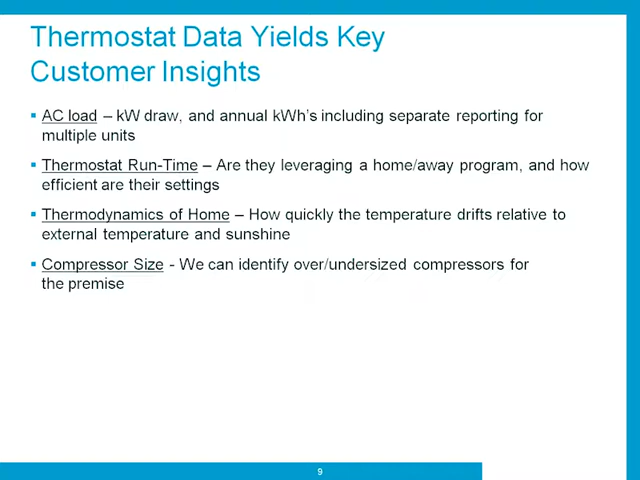 Thermostat Data Yields Key
Customer Insights
▪ AC load – kW draw, and annual kWh's including separate reporting for
multiple units
▪ Thermostat Run-Time – Are they leveraging a home/away program, and how
efficient are their settings
▪ Thermodynamics of Home – How quickly the temperature drifts relative to
external temperature and sunshine
▪ Compressor Size - We can identify over/undersized compressors for
the premise
9